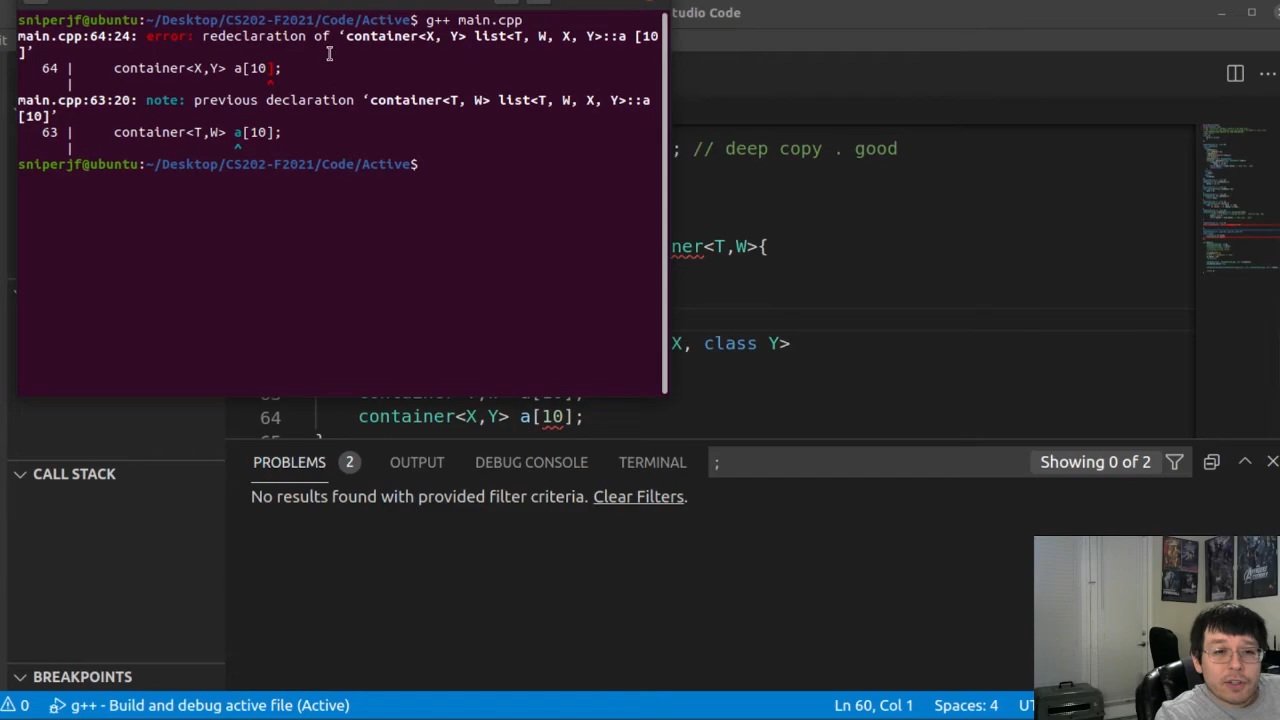 tudio Code
sniperjf@ubuntu:~/Desktop/CS202-F2021/Code/Active$ g++ main.cpp
main.cpp:64:24: error: redeclaration of ‘container<X, Y> list<T, W, X, Y>::a [10
]’
64 | container<X,Y> a[10];
| ^
main.cpp:63:20: note: previous declaration ‘container<T, W> list<T, W, X, Y>::a
[10]’
63 | container<T,W> a[10];
| ^
sniperjf@ubuntu:~/Desktop/CS202-F2021/Code/Active$
it
; // deep copy . good
ner<T,W>{
X, class Y>
64 container<X,Y> a[10];
PROBLEMS 2 OUTPUT DEBUG CONSOLE TERMINAL ; Showing 0 of 2
No results found with provided filter criteria. Clear Filters.
CALL STACK
BREAKPOINTS
0 g++ - Build and debug active file (Active) Ln 60, Col 1 Spaces: 4 UT